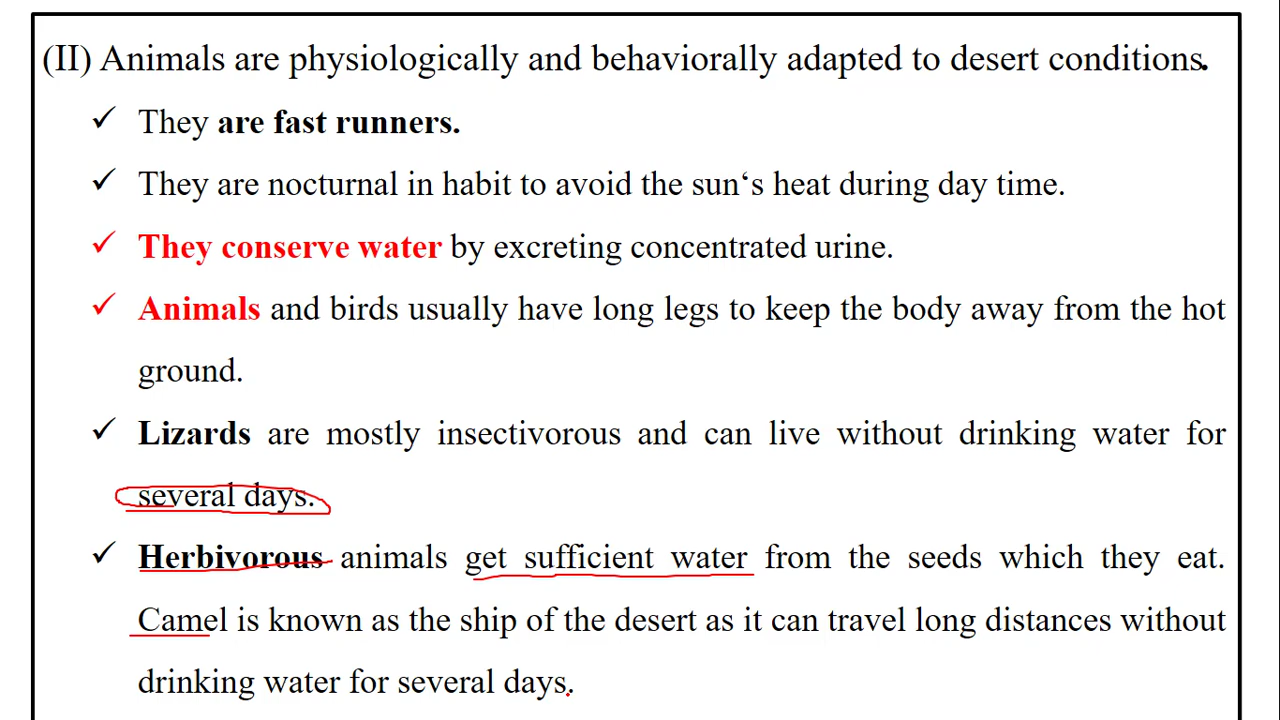 (II) Animals are physiologically and behaviorally adapted to desert conditions.
✓ They are fast runners.
✓ They are nocturnal in habit to avoid the sun‘s heat during day time.
✓ They conserve water by excreting concentrated urine.
✓ Animals and birds usually have long legs to keep the body away from the hot
ground.
✓ Lizards are mostly insectivorous and can live without drinking water for
several days.
✓ Herbivorous animals get sufficient water from the seeds which they eat.
Camel is known as the ship of the desert as it can travel long distances without
drinking water for several days.